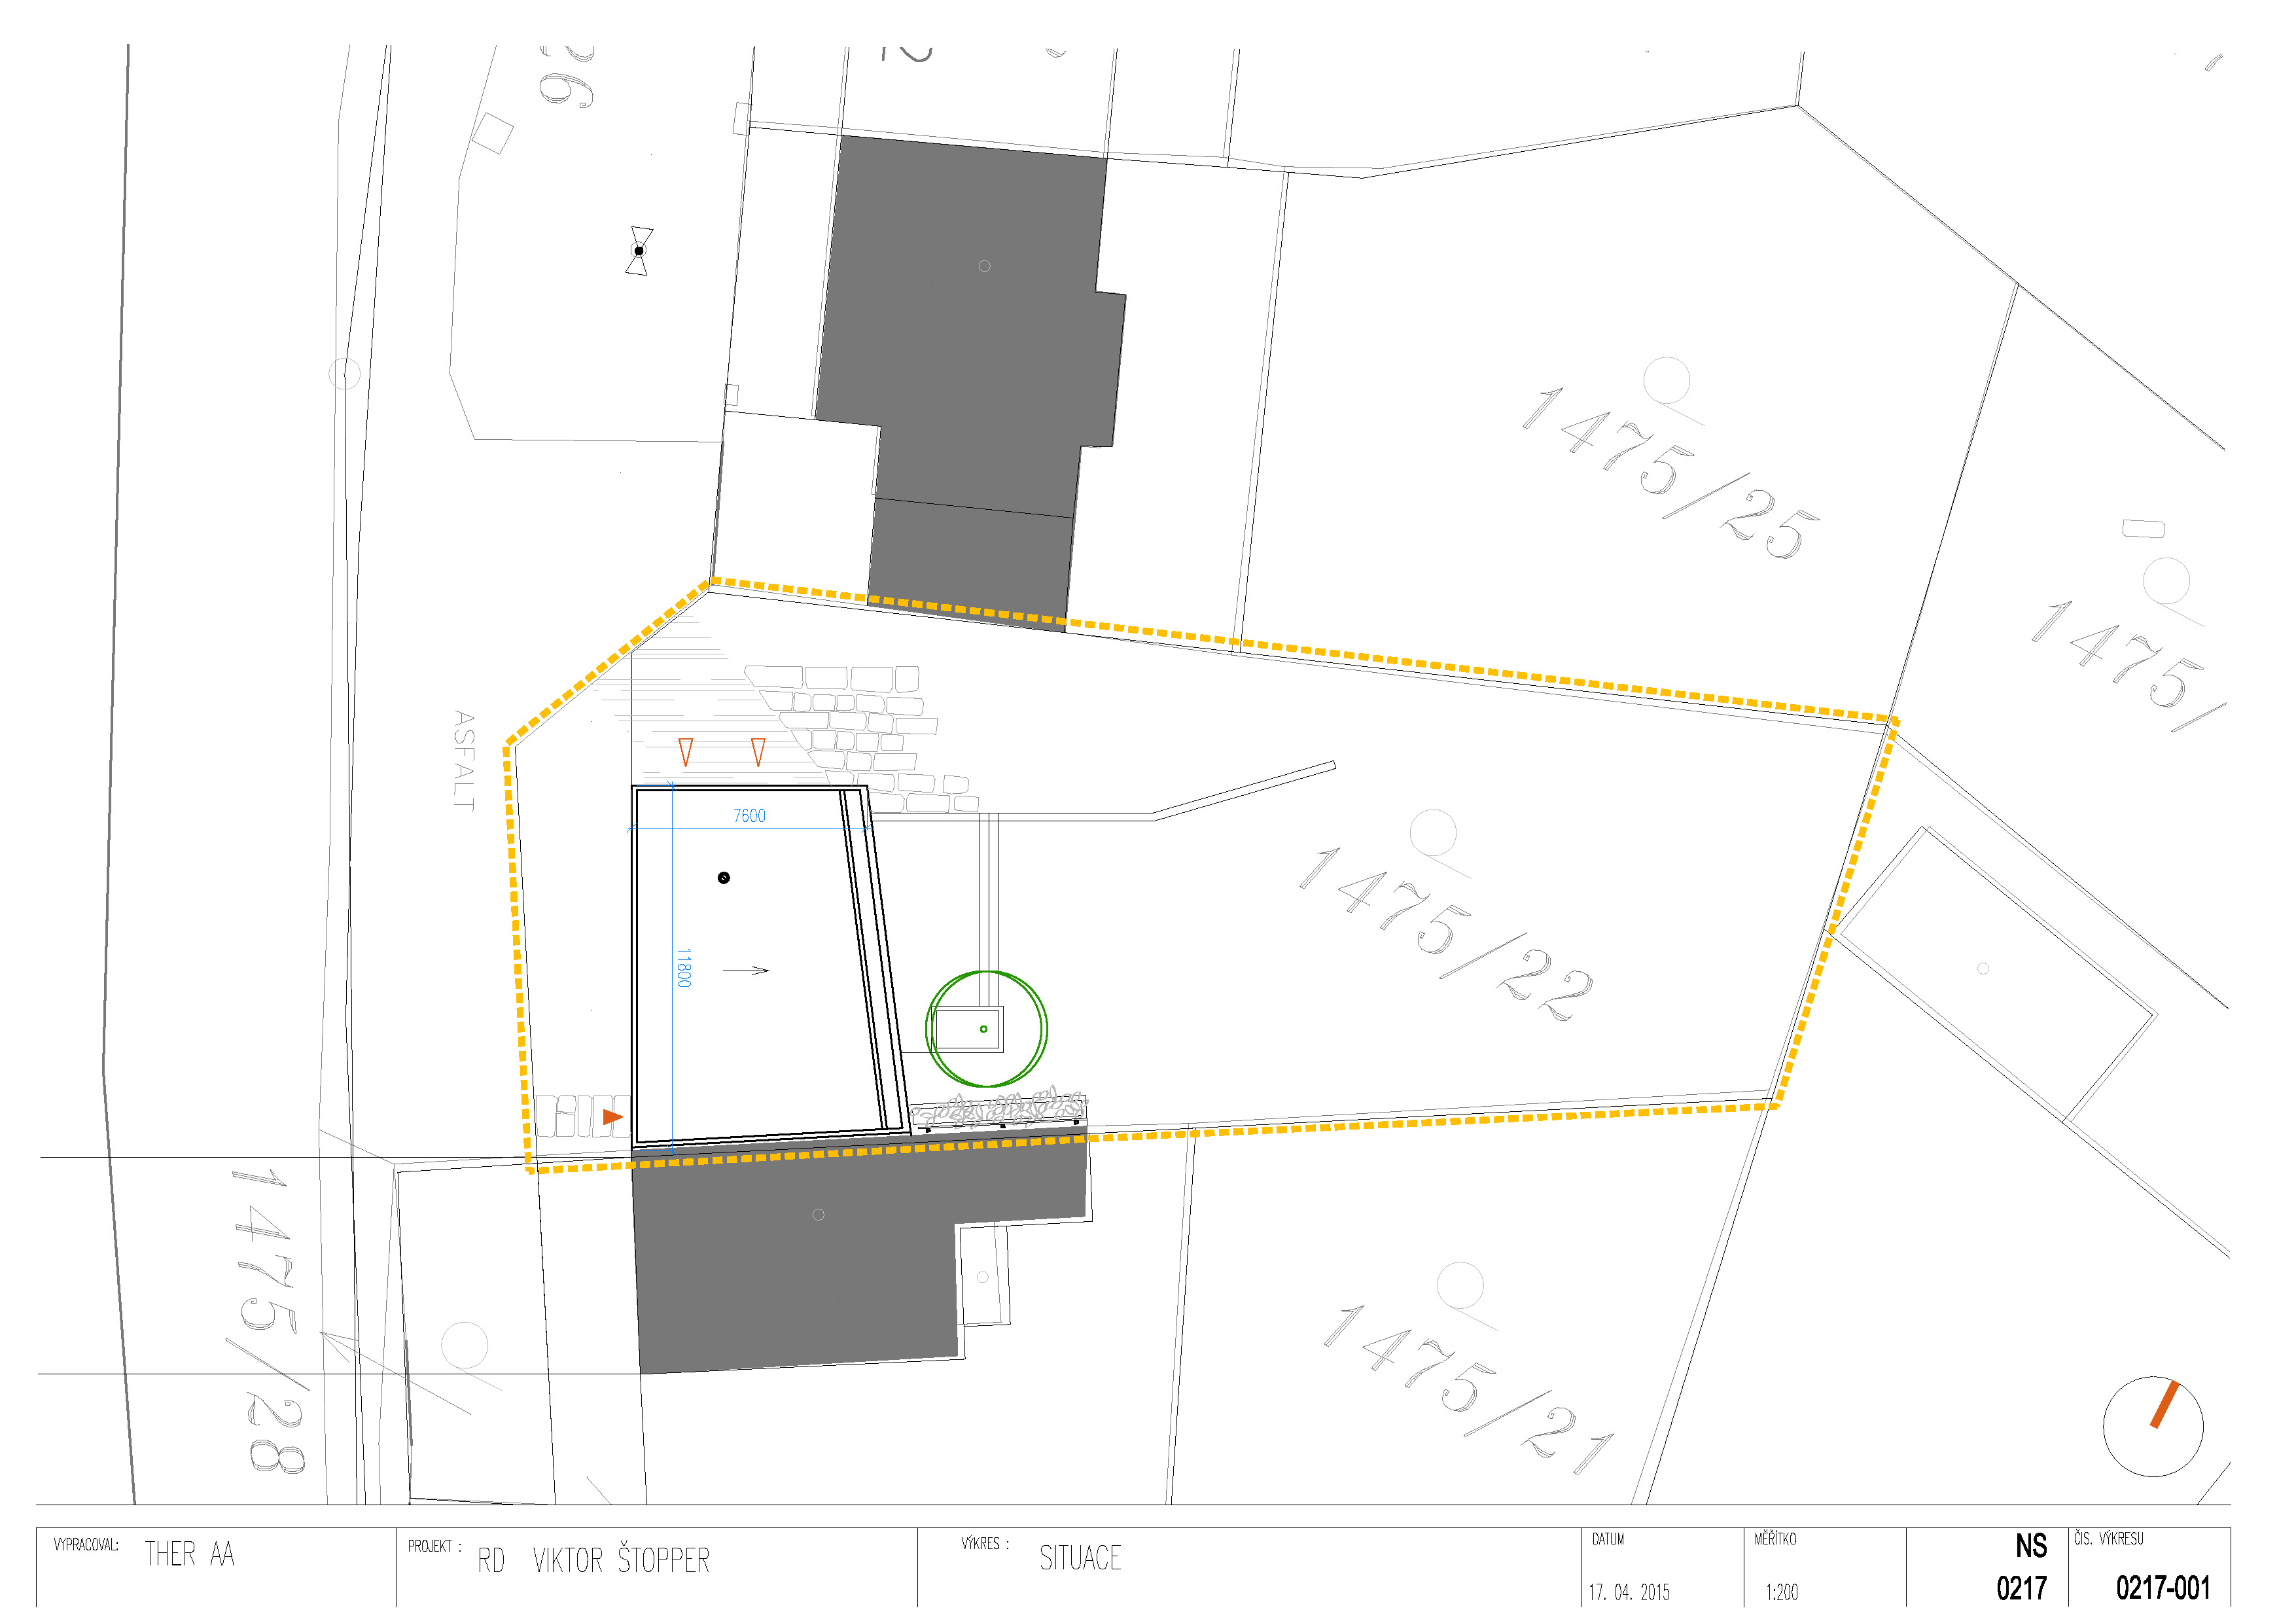 26
1475/25
1475/
ASFALT
7600
11800
1475/22
1475/28
1475/21
VYPRACOVAL: THER AA
PROJEKT : RD VIKTOR ŠTOPPER
VÝKRES : SITUACE
DATUM
17. 04. 2015
MĚŘÍTKO
1:200
NS
0217
ČIS. VÝKRESU
0217-001